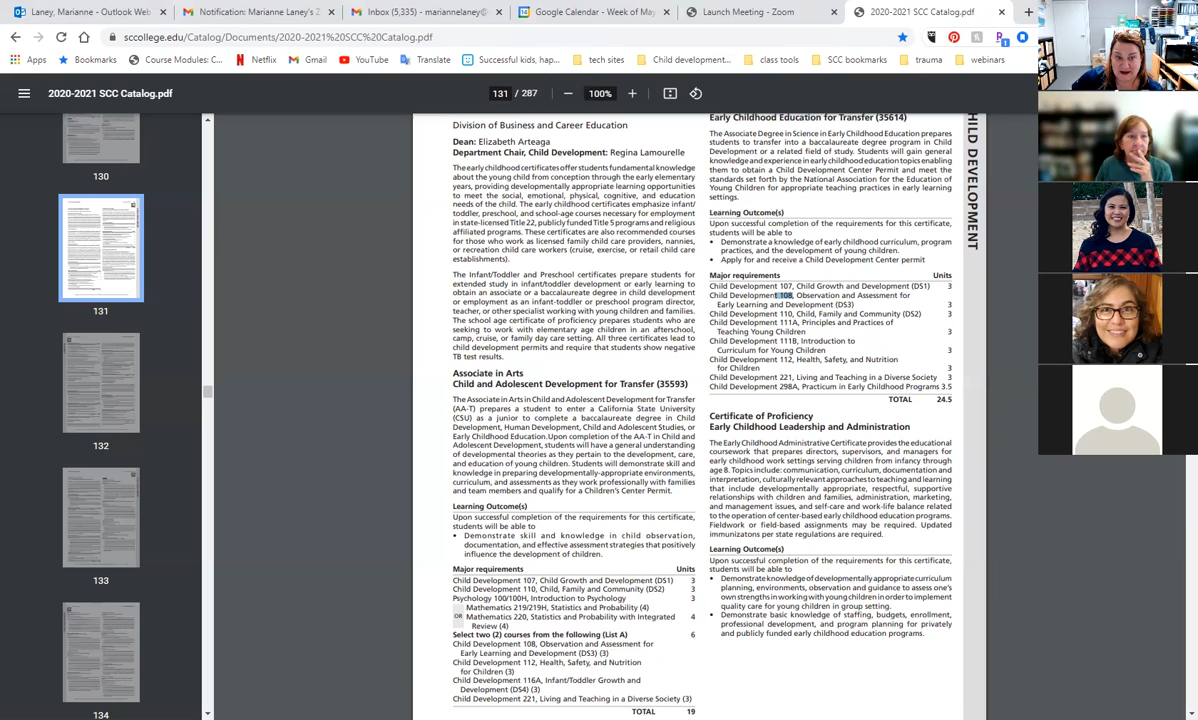 Laney, Marianne - Outlook Web
Notification: Marianne Laney's Z
Inbox (5,335) - mariannelaney@
Google Calendar - Week of May
Launch Meeting - Zoom
2020-2021 SCC Catalog.pdf
sccollege.edu/Catalog/Documents/2020-2021%20SCC%20Catalog.pdf
Apps
Bookmarks
Course Modules: C...
Netflix
Gmail
YouTube
Translate
Successful kids, hap...
tech sites
Child development...
class tools
SCC bookmarks
trauma
webinars
2020-2021 SCC Catalog.pdf
131 / 287
100%
130
131
132
133
134
Division of Business and Career Education
Dean: Elizabeth Arteaga
Department Chair, Child Development: Regina Lamourelle
The early childhood certificates offer students fundamental knowledge
about the young child from conception through the early elementary
years, providing developmentally appropriate learning opportunities
to meet the social, emotional, physical, cognitive, and education
needs of the child. The early childhood certificates emphasize infant/
toddler, preschool, and school-age courses necessary for employment
in state-licensed Title 22, publicly funded Title 5 programs and religious
affiliated programs. These certificates are also recommended courses
for those who work as licensed family child care providers, nannies,
or recreation child care workers (cruise, exercise, or retail child care
establishments).
The Infant/Toddler and Preschool certificates prepare students for
extended study in infant/toddler development or early learning to
obtain an associate or a baccalaureate degree in child development
or employment as an infant-toddler or preschool program director,
teacher, or other specialist working with young children and families.
The school age certificate of proficiency prepares students who are
seeking to work with elementary age children in an afterschool,
camp, cruise, or family day care setting. All three certificates lead to
child development permits and require that students show negative
TB test results.
Associate in Arts
Child and Adolescent Development for Transfer (35593)
The Associate in Arts in Child and Adolescent Development for Transfer
(AA-T) prepares a student to enter a California State University
(CSU) as a junior to complete a baccalaureate degree in Child
Development, Human Development, Child and Adolescent Studies, or
Early Childhood Education.Upon completion of the AA-T in Child and
Adolescent Development, students will have a general understanding
of developmental theories as they pertain to the development, care,
and education of young children. Students will demonstrate skill and
knowledge in preparing developmentally-appropriate environments,
curriculum, and assessments as they work professionally with families
and team members and qualify for a Children's Center Permit.
Learning Outcome(s)
Upon successful completion of the requirements for this certificate,
students will be able to
• Demonstrate skill and knowledge in child observation,
documentation, and effective assessment strategies that positively
influence the development of children.
Major requirements Units
Child Development 107, Child Growth and Development (DS1) 3
Child Development 110, Child, Family and Community (DS2) 3
Psychology 100/100H, Introduction to Psychology 3
Mathematics 219/219H, Statistics and Probability (4)
OR Mathematics 220, Statistics and Probability with Integrated 4
Review (4)
Select two (2) courses from the following (List A) 6
Child Development 108, Observation and Assessment for
Early Learning and Development (DS3) (3)
Child Development 112, Health, Safety, and Nutrition
for Children (3)
Child Development 116A, Infant/Toddler Growth and
Development (DS4) (3)
Child Development 221, Living and Teaching in a Diverse Society (3)
TOTAL 19
Early Childhood Education for Transfer (35614)
The Associate Degree in Science in Early Childhood Education prepares
students to transfer into a baccalaureate degree program in Child
Development or a related field of study. Students will gain general
knowledge and experience in early childhood education topics enabling
them to obtain a Child Development Center Permit and meet the
standards set forth by the National Association for the Education of
Young Children for appropriate teaching practices in early learning
settings.
Learning Outcome(s)
Upon successful completion of the requirements for this certificate,
students will be able to
• Demonstrate a knowledge of early childhood curriculum, program
practices, and the development of young children.
• Apply for and receive a Child Development Center permit
Major requirements Units
Child Development 107, Child Growth and Development (DS1) 3
Child Development 108, Observation and Assessment for
Early Learning and Development (DS3) 3
Child Development 110, Child, Family and Community (DS2) 3
Child Development 111A, Principles and Practices of
Teaching Young Children 3
Child Development 111B, Introduction to
Curriculum for Young Children 3
Child Development 112, Health, Safety, and Nutrition
for Children 3
Child Development 221, Living and Teaching in a Diverse Society 3
Child Development 298A, Practicum in Early Childhood Programs 3.5
TOTAL 24.5
Certificate of Proficiency
Early Childhood Leadership and Administration
The Early Childhood Administrative Certificate provides the educational
coursework that prepares directors, supervisors, and managers for
early childhood work settings serving children from infancy through
age 8. Topics include: communication, curriculum, documentation and
interpretation, culturally relevant approaches to teaching and learning
that include developmentally appropriate, respectful, supportive
relationships with children and families, administration, marketing,
and management issues, and self-care and work-life balance related
to the operation of center-based early childhood education programs.
Fieldwork or field-based assignments may be required. Updated
immunizatons per state regulations are required.
Learning Outcome(s)
Upon successful completion of the requirements for this certificate,
students will be able to
• Demonstrate knowledge of developmentally appropriate curriculum
planning, environments, observation and guidance to assess one's
own strengths in working with young children in order to implement
quality care for young children in group setting.
• Demonstrate basic knowledge of staffing, budgets, enrollment,
professional development, and program planning for privately
and publicly funded early childhood education programs.
HILD DEVELOPMENT